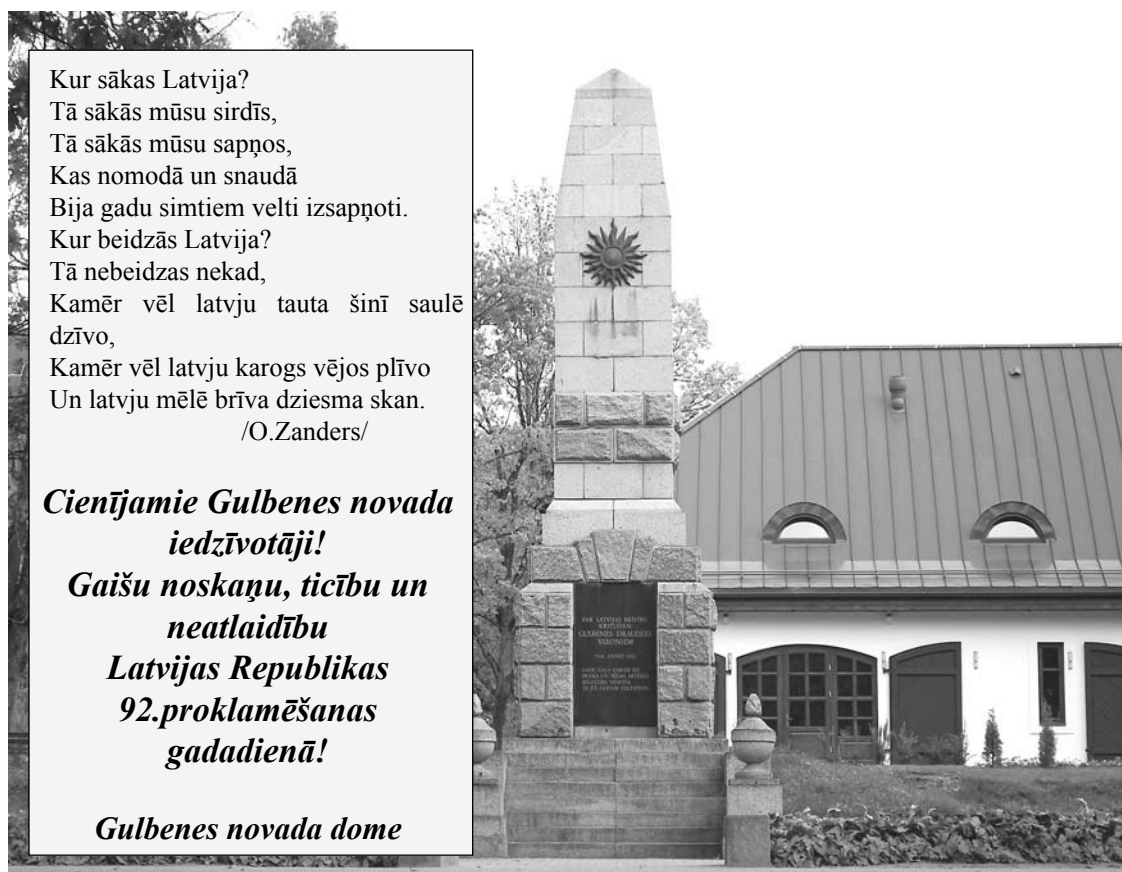 Kur sākas Latvija?
Tā sākās mūsu sirdīs,
Tā sākās mūsu sapņos,
Kas nomodā un snaudā
Bija gadu simtiem velti izsapņoti.
Kur beidzās Latvija?
Tā nebeidzas nekad,
Kamēr vēl latvju tauta šinī saulē
dzīvo,
Kamēr vēl latvju karogs vējos plīvo
Un latvju mēlē brīva dziesma skan.
/O.Zanders/
Cienījamie Gulbenes novada
iedzīvotāji!
Gaišu noskaņu, ticību un
neatlaidību
Latvijas Republikas
92.proklamēšanas
gadadienā!
Gulbenes novada dome
PAR LATVIJAS BRĪVĪBU
KRITUŠIEM
GULBENES DRAUDZES
VAROŅIEM